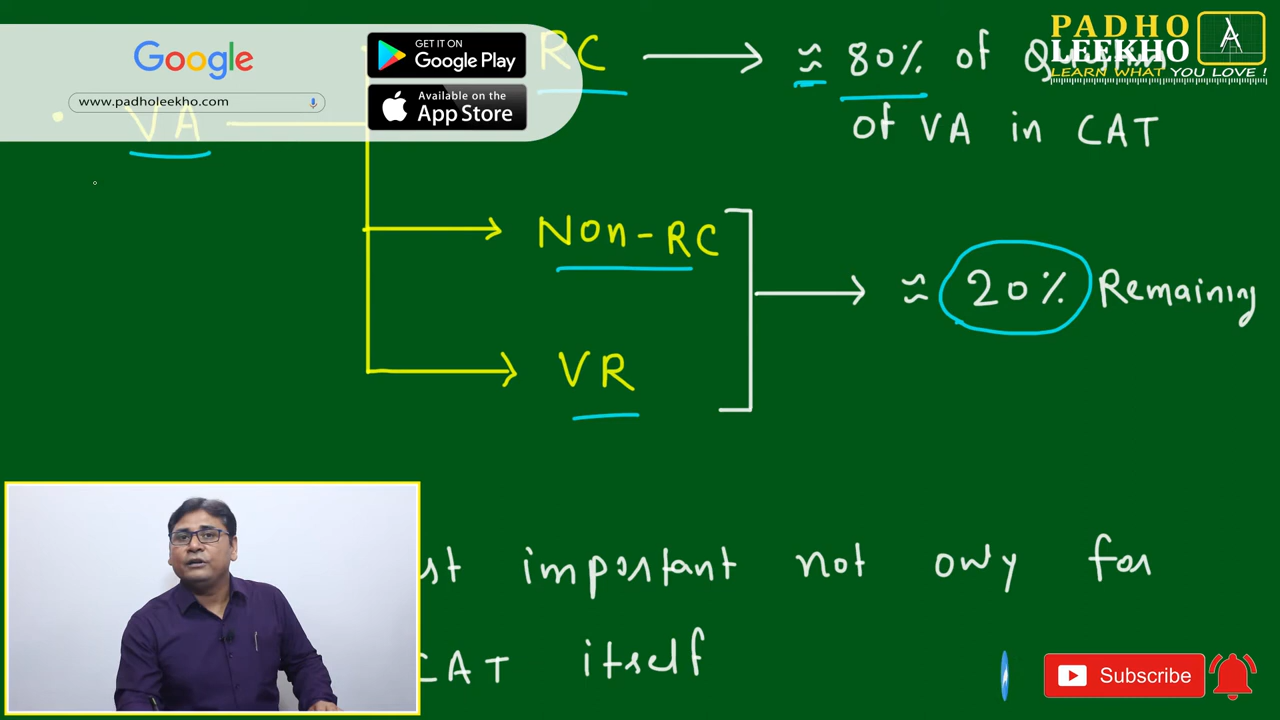 Google
www.padholeekho.com
GET IT ON
Google Play
Available on the
App Store
PADHO
LEEKHO
LEARN WHAT YOU LOVE !
RC → ≈ 80% of Question
of VA in CAT
• VA
Non-RC
→ ≈ 20% Remaining
VR
st important not only for
CAT itself
Subscribe